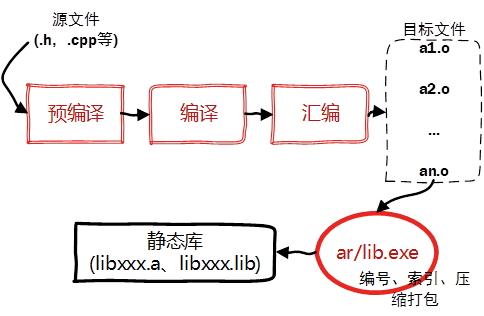 源文件
(.h，.cpp等)
预编译
编译
汇编
目标文件
a1.o
a2.o
...
an.o
ar/lib.exe
编号、索引、压
缩打包
静态库
(libxxx.a、libxxx.lib)